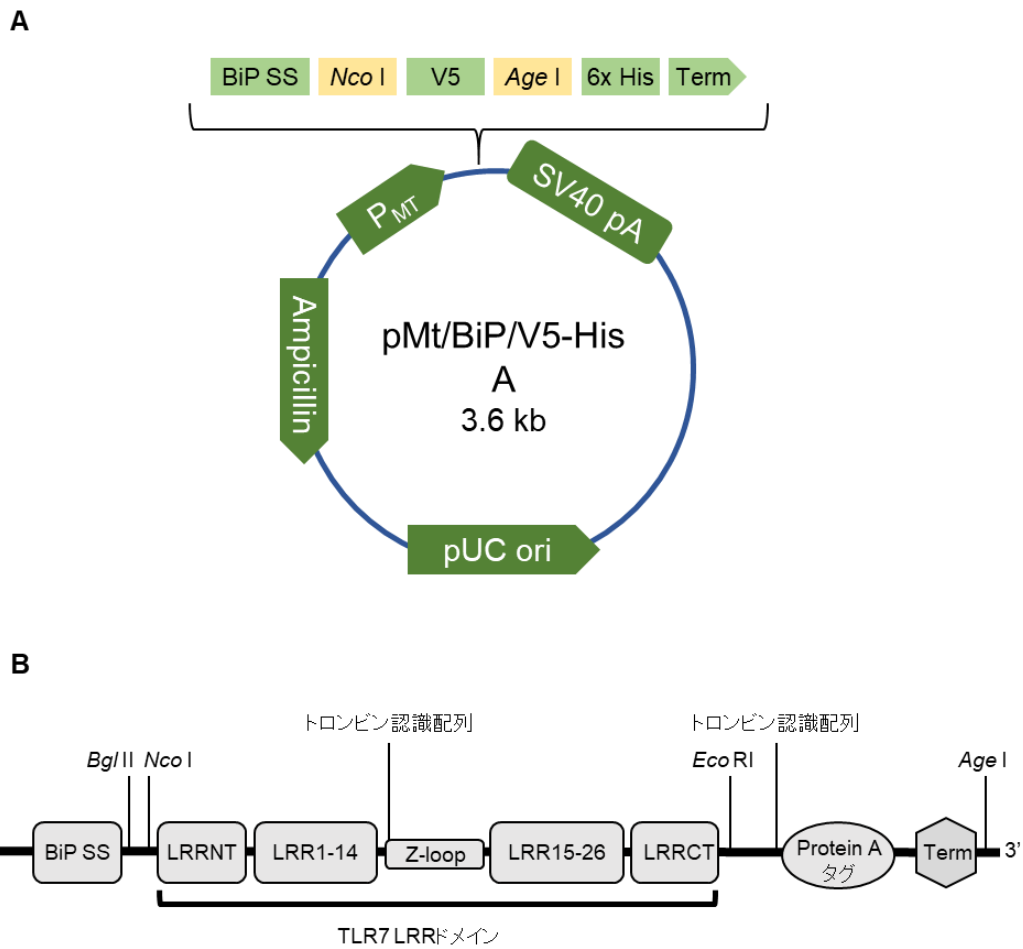 A
BiP SS Nco I V5 Age I 6x His Term
PMT
SV40 pA
Ampicillin
pMt/BiP/V5-His
A
3.6 kb
pUC ori
B
トロンビン認識配列 トロンビン認識配列
Bgl II Nco I Eco RI Age I
BiP SS LRRNT LRR1-14 Z-loop LRR15-26 LRRCT Protein A Term 3’
タグ
TLR7 LRRドメイン